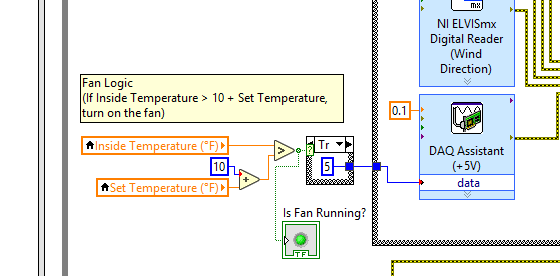 NI ELVISmx
Digital Reader
(Wind
Direction)
Fan Logic
(If Inside Temperature > 10 + Set Temperature,
turn on the fan)
0.1
Inside Temperature (°F)
>
?
Tr
DAQ Assistant
(+5V)
10
5
data
+
Set Temperature (°F)
Is Fan Running?
TF